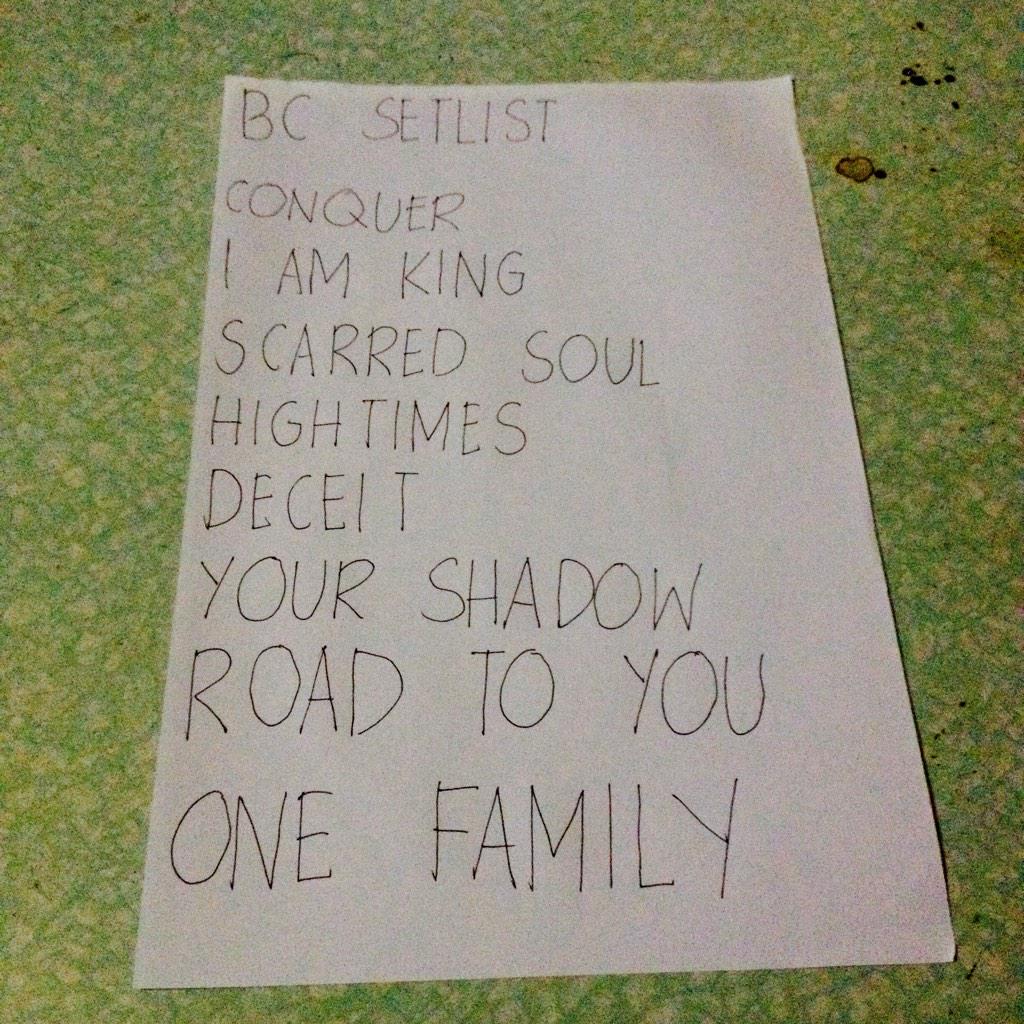 BC SETLIST
CONQUER
I AM KING
SCARRED SOUL
HIGHTIMES
DECEIT
YOUR SHADOW
ROAD TO YOU
ONE FAMILY